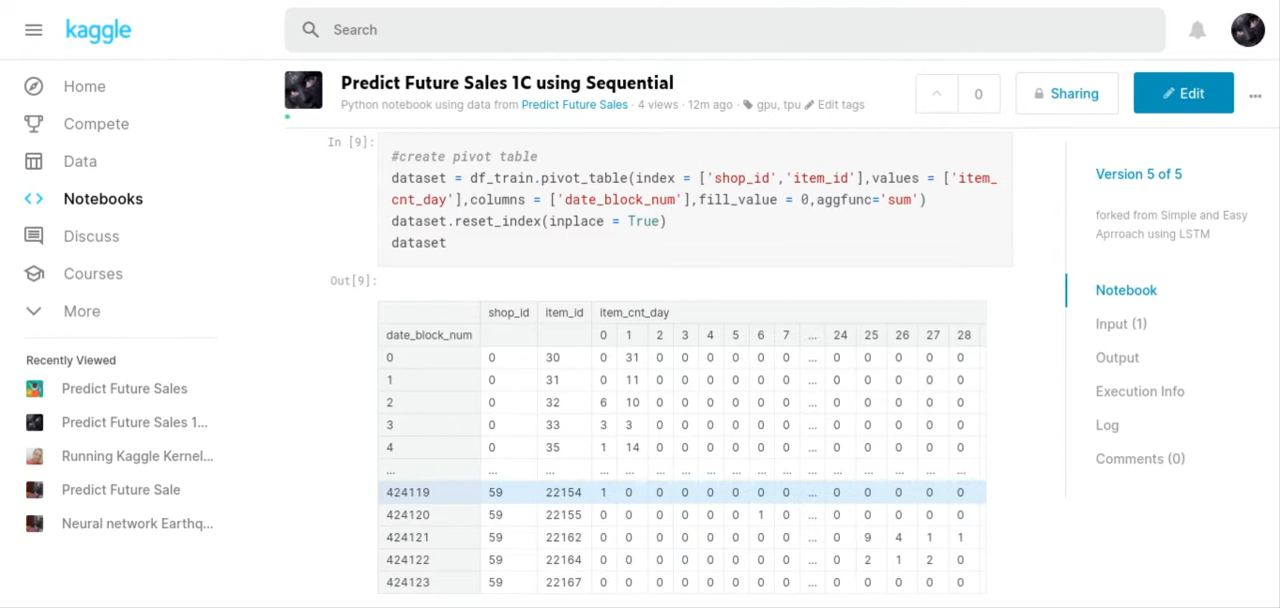 kaggle
Search
Home
Compete
Data
Notebooks
Discuss
Courses
More
Recently Viewed
Predict Future Sales
Predict Future Sales 1...
Running Kaggle Kernel...
Predict Future Sale
Neural network Earthq...
Predict Future Sales 1C using Sequential
Python notebook using data from Predict Future Sales · 4 views · 12m ago · gpu, tpu Edit tags
0
Sharing
Edit
...
In [9]:
#create pivot table
dataset = df_train.pivot_table(index = ['shop_id','item_id'],values = ['item_
cnt_day'],columns = ['date_block_num'],fill_value = 0,aggfunc='sum')
dataset.reset_index(inplace = True)
dataset
Out[9]:
shop_id item_id item_cnt_day
date_block_num 0 1 2 3 4 5 6 7 ... 24 25 26 27 28
0 0 30 0 31 0 0 0 0 0 0 ... 0 0 0 0 0
1 0 31 0 11 0 0 0 0 0 0 ... 0 0 0 0 0
2 0 32 6 10 0 0 0 0 0 0 ... 0 0 0 0 0
3 0 33 3 3 0 0 0 0 0 0 ... 0 0 0 0 0
4 0 35 1 14 0 0 0 0 0 0 ... 0 0 0 0 0
... ... ... ... ... ... ... ... ... ... ... ... ... ... ... ... ...
424119 59 22154 1 0 0 0 0 0 0 0 ... 0 0 0 0 0
424120 59 22155 0 0 0 0 0 0 1 0 ... 0 0 0 0 0
424121 59 22162 0 0 0 0 0 0 0 0 ... 0 9 4 1 1
424122 59 22164 0 0 0 0 0 0 0 0 ... 0 2 1 2 0
424123 59 22167 0 0 0 0 0 0 0 0 ... 0 0 0 0 0
Version 5 of 5
forked from Simple and Easy
Aprroach using LSTM
Notebook
Input (1)
Output
Execution Info
Log
Comments (0)